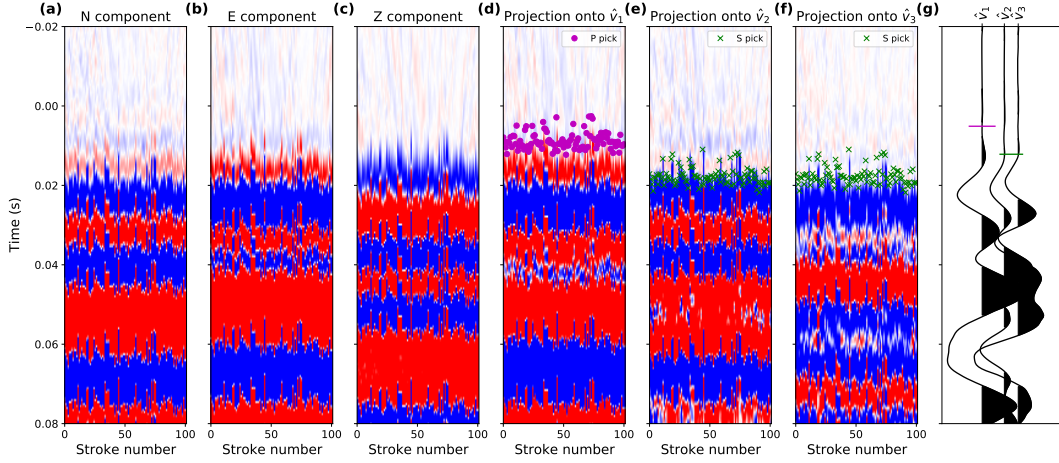 (a) N component
(b) E component
(c) Z component
(d) Projection onto v̂₁
(e) Projection onto v̂₂
(f) Projection onto v̂₃
(g)
v̂₁
v̂₂
v̂₃
P pick
S pick
S pick
Time (s)
−0.02
0.00
0.02
0.04
0.06
0.08
0 50 100
0 50 100
0 50 100
0 50 100
0 50 100
0 50 100
Stroke number
Stroke number
Stroke number
Stroke number
Stroke number
Stroke number